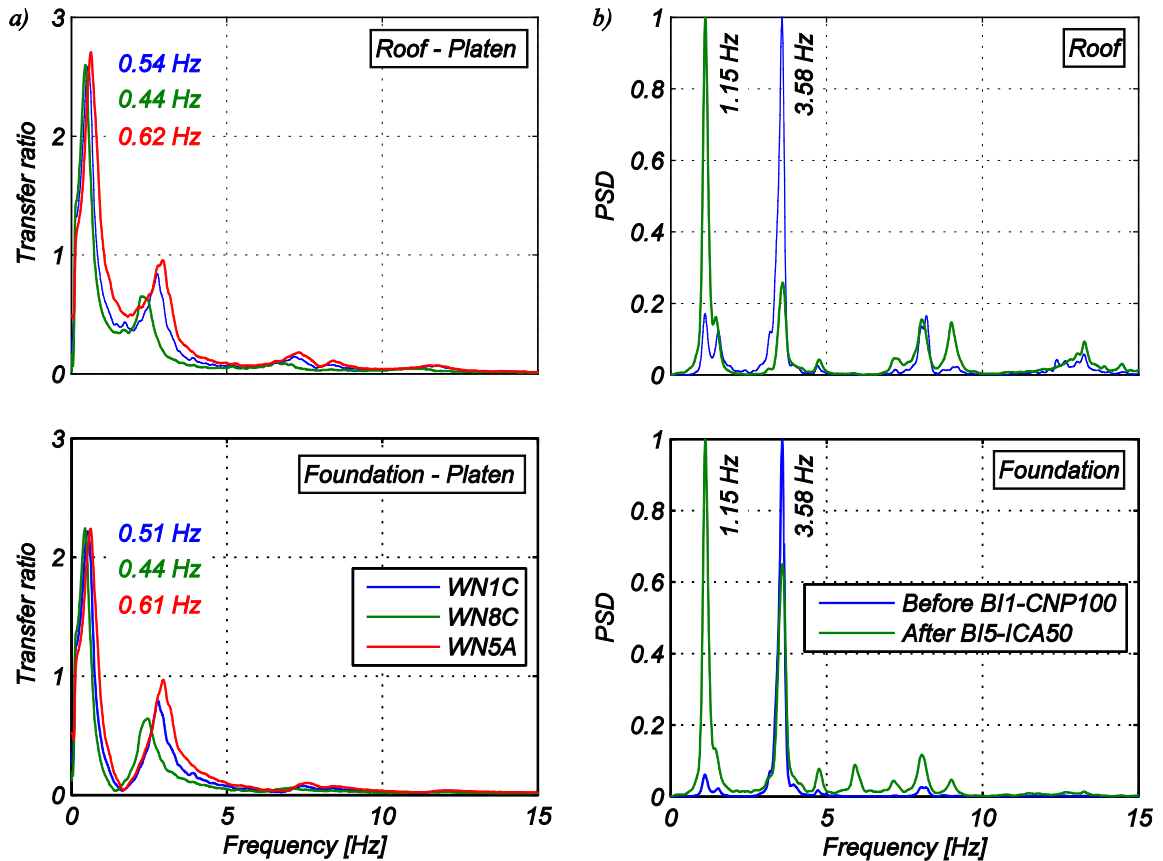 a)
3
2
1
0
Transfer ratio
0.54 Hz
0.44 Hz
0.62 Hz
Roof - Platen
0
5
10
15
b)
1
0.8
0.6
0.4
0.2
0
PSD
1.15 Hz
3.58 Hz
Roof
0
5
10
15
3
2
1
0
Transfer ratio
Foundation - Platen
0.51 Hz
0.44 Hz
0.61 Hz
WN1C
WN8C
WN5A
0
5
10
15
Frequency [Hz]
1
0.8
0.6
0.4
0.2
0
PSD
1.15 Hz
3.58 Hz
Foundation
Before BI1-CNP100
After BI5-ICA50
0
5
10
15
Frequency [Hz]